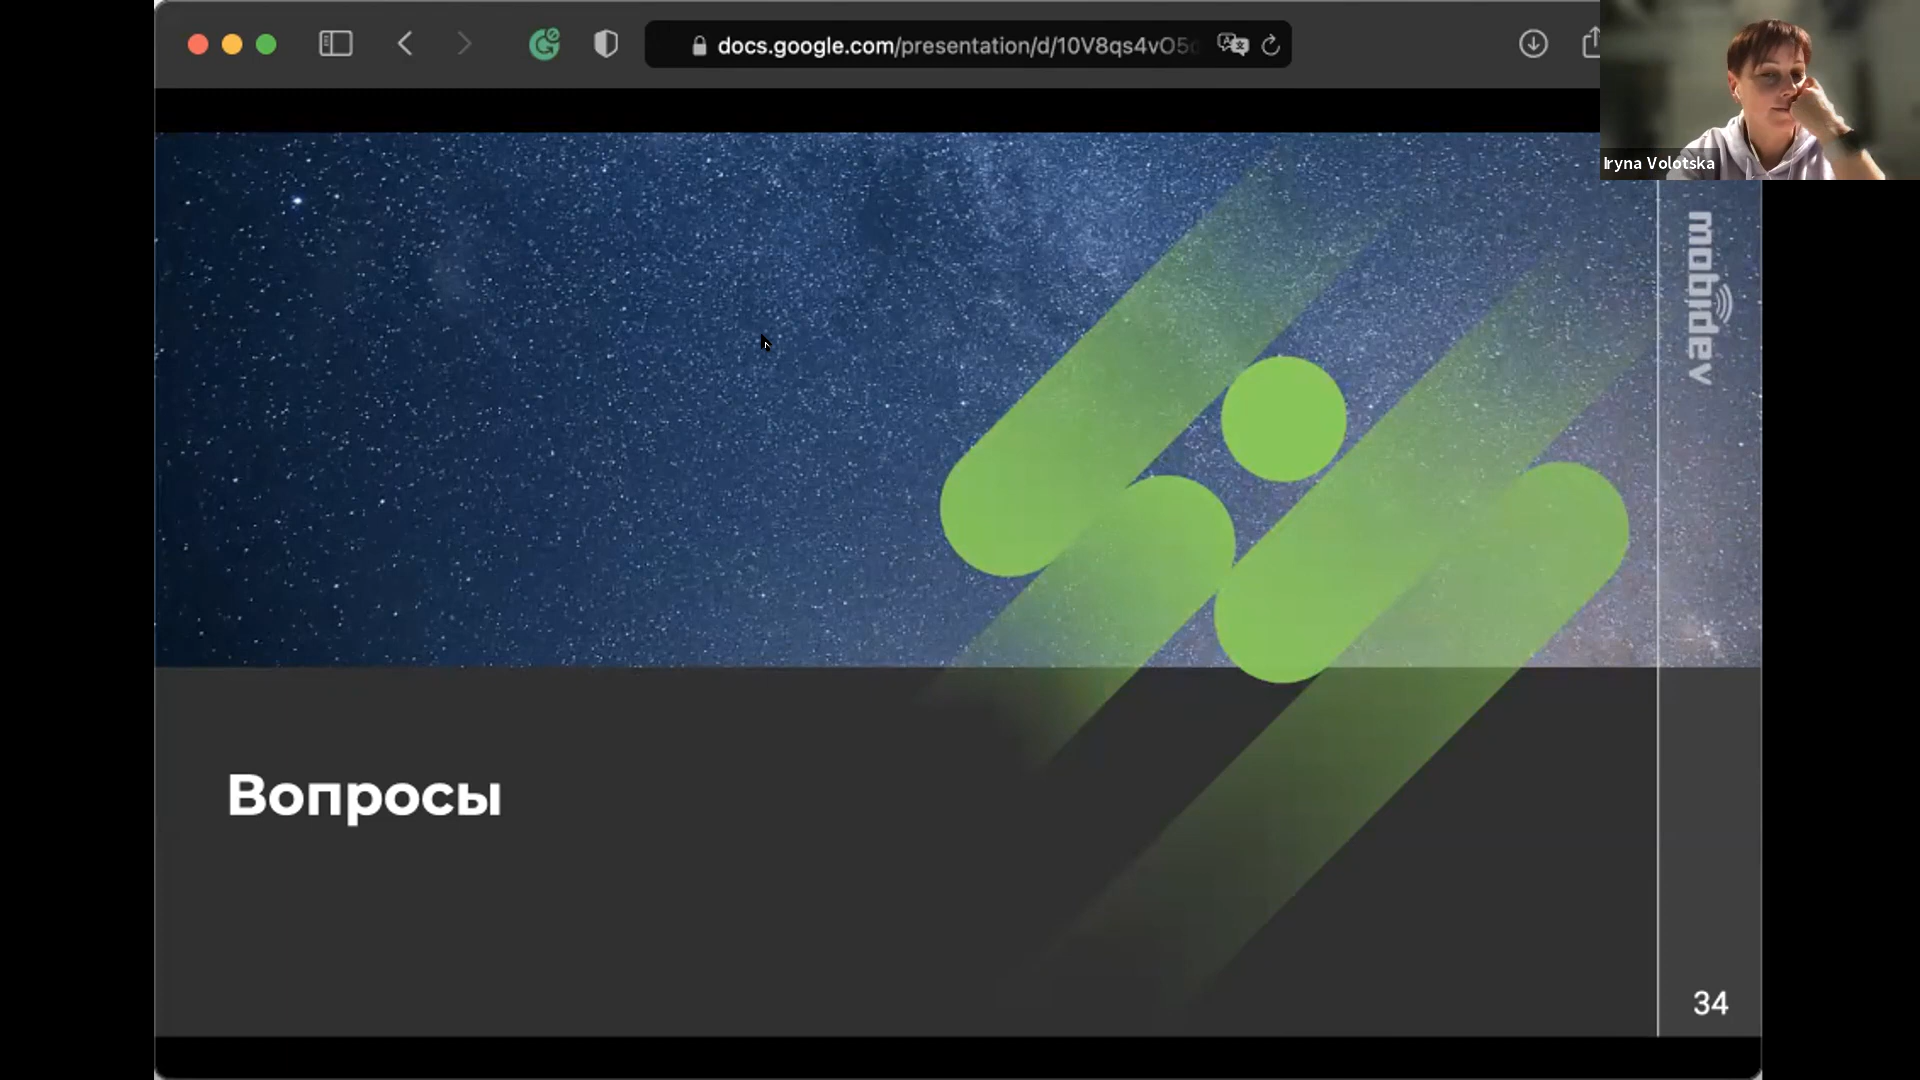 docs.google.com/presentation/d/10V8qs4vO5
Iryna Volotska
mobidev
Вопросы
34